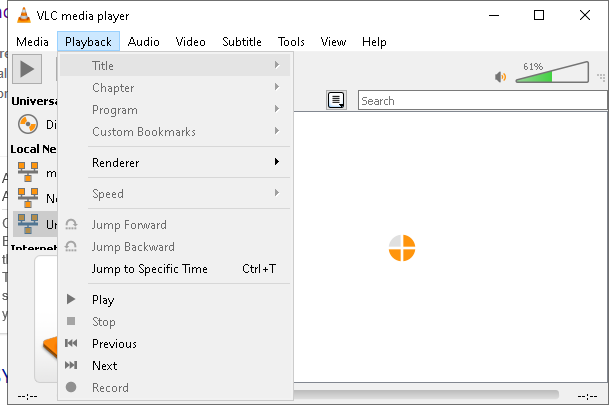 VLC media player
Media Playback Audio Video Subtitle Tools View Help
61%
Search
Universa
Di
Local Ne
m
Ne
Un
Internet
Title
Chapter
Program
Custom Bookmarks
Renderer
Speed
Jump Forward
Jump Backward
Jump to Specific Time Ctrl+T
Play
Stop
Previous
Next
Record
--:-- --:--